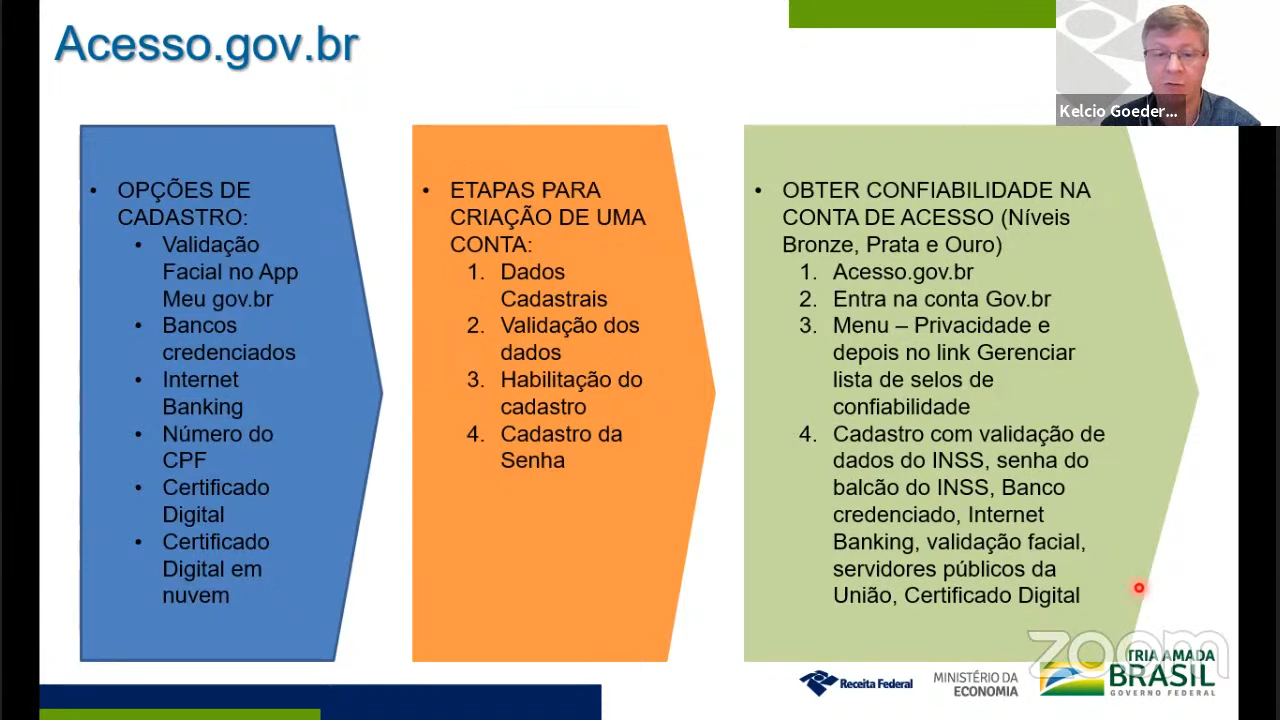 Acesso.gov.br
Kelcio Goeder...
• OPÇÕES DE
CADASTRO:
• Validação
Facial no App
Meu gov.br
• Bancos
credenciados
• Internet
Banking
• Número do
CPF
• Certificado
Digital
• Certificado
Digital em
nuvem
• ETAPAS PARA
CRIAÇÃO DE UMA
CONTA:
1. Dados
Cadastrais
2. Validação dos
dados
3. Habilitação do
cadastro
4. Cadastro da
Senha
• OBTER CONFIABILIDADE NA
CONTA DE ACESSO (Níveis
Bronze, Prata e Ouro)
1. Acesso.gov.br
2. Entra na conta Gov.br
3. Menu – Privacidade e
depois no link Gerenciar
lista de selos de
confiabilidade
4. Cadastro com validação de
dados do INSS, senha do
balcão do INSS, Banco
credenciado, Internet
Banking, validação facial,
servidores públicos da
União, Certificado Digital
zoom
Receita Federal
MINISTÉRIO DA
ECONOMIA
TRIA AMADA
BRASIL
GOVERNO FEDERAL